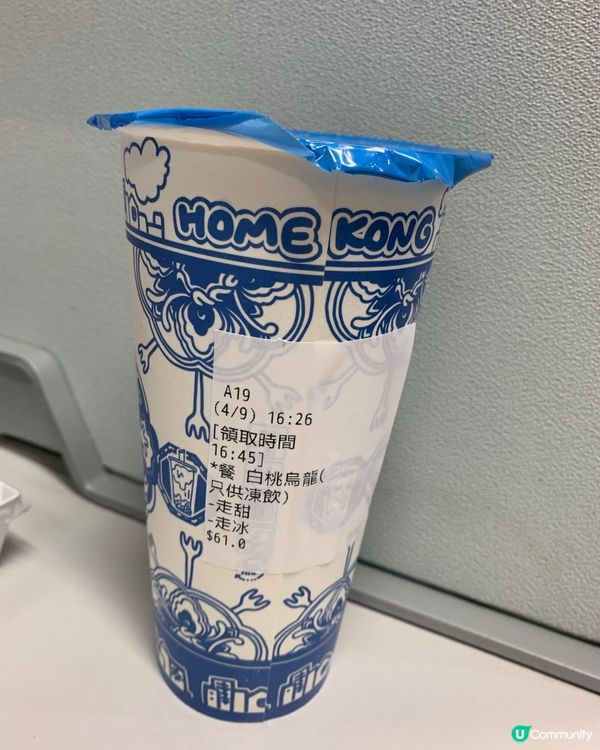 HOME KONG
A19
(4/9) 16:26
[領取時間
16:45]
*餐 白桃烏龍(
只供凍飲)
-走甜
-走冰
$61.0
U Community